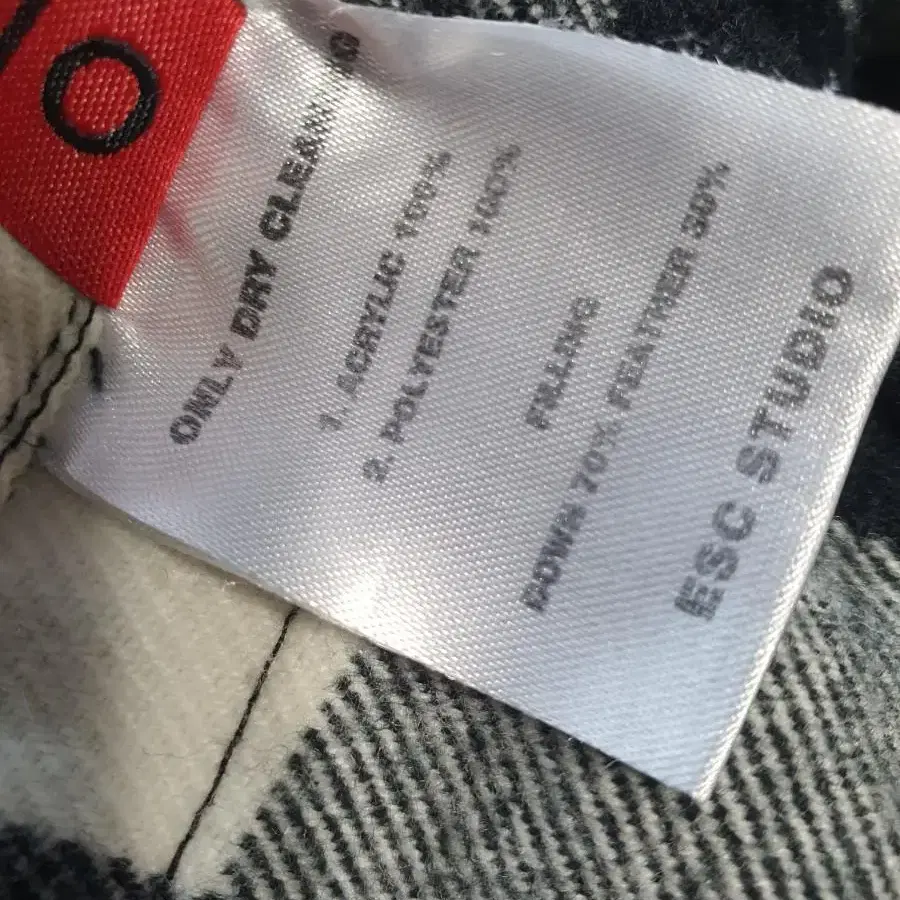 O
ONLY DRY CLEANING
1. ACRYLIC 100%
2. POLYESTER 100%
FILLING
DOWN 70% FEATHER 30%
ESC STUDIO